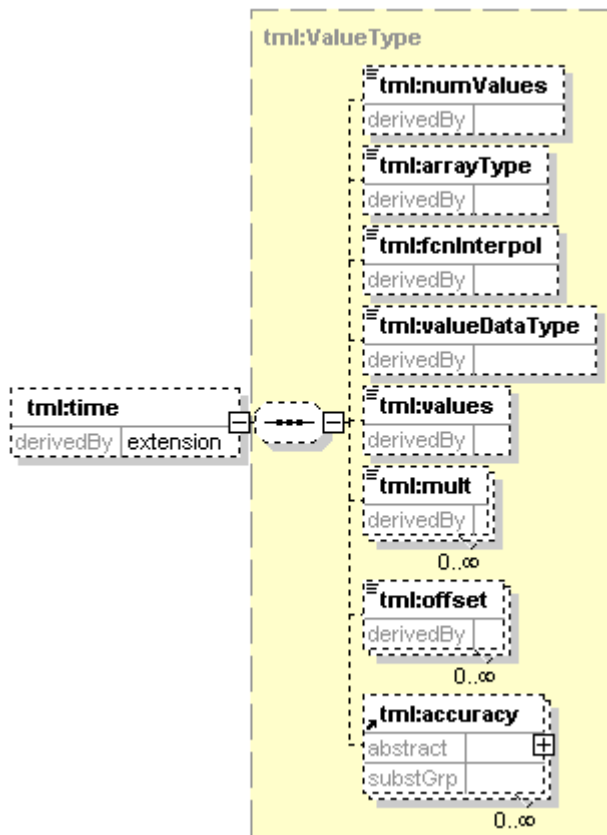 tml:ValueType
tml:numValues
derivedBy
tml:arrayType
derivedBy
tml:fcnInterpol
derivedBy
tml:valueDataType
derivedBy
tml:time
derivedBy extension
tml:values
derivedBy
tml:mult
derivedBy
0..∞
tml:offset
derivedBy
0..∞
tml:accuracy
abstract
substGrp
0..∞